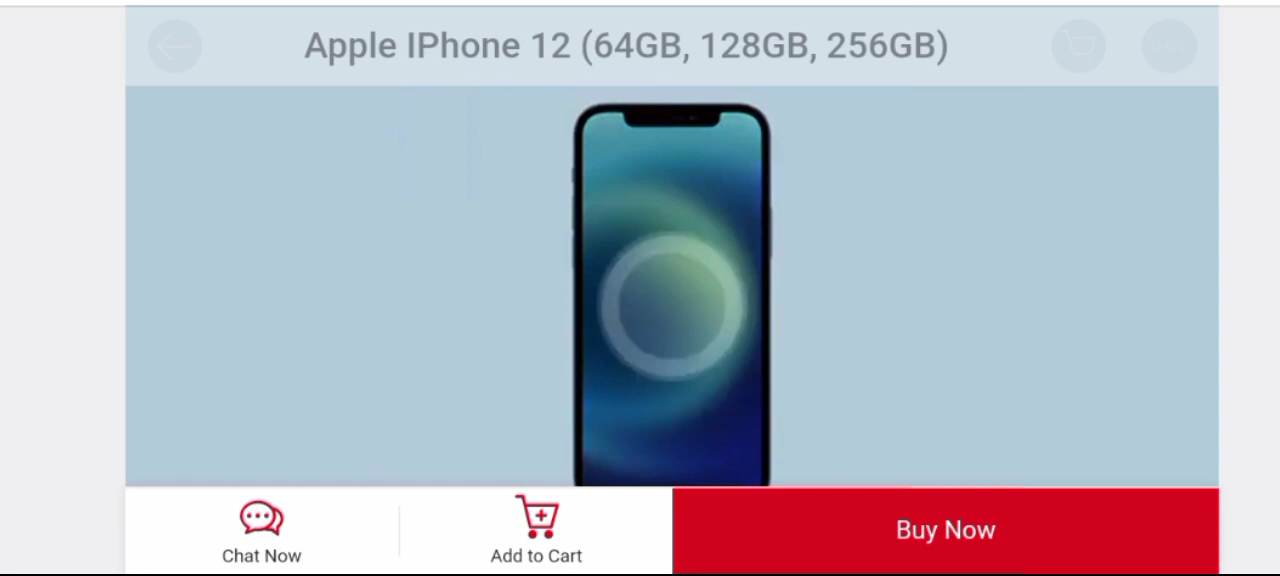 Apple IPhone 12 (64GB, 128GB, 256GB)
Chat Now
Add to Cart
Buy Now